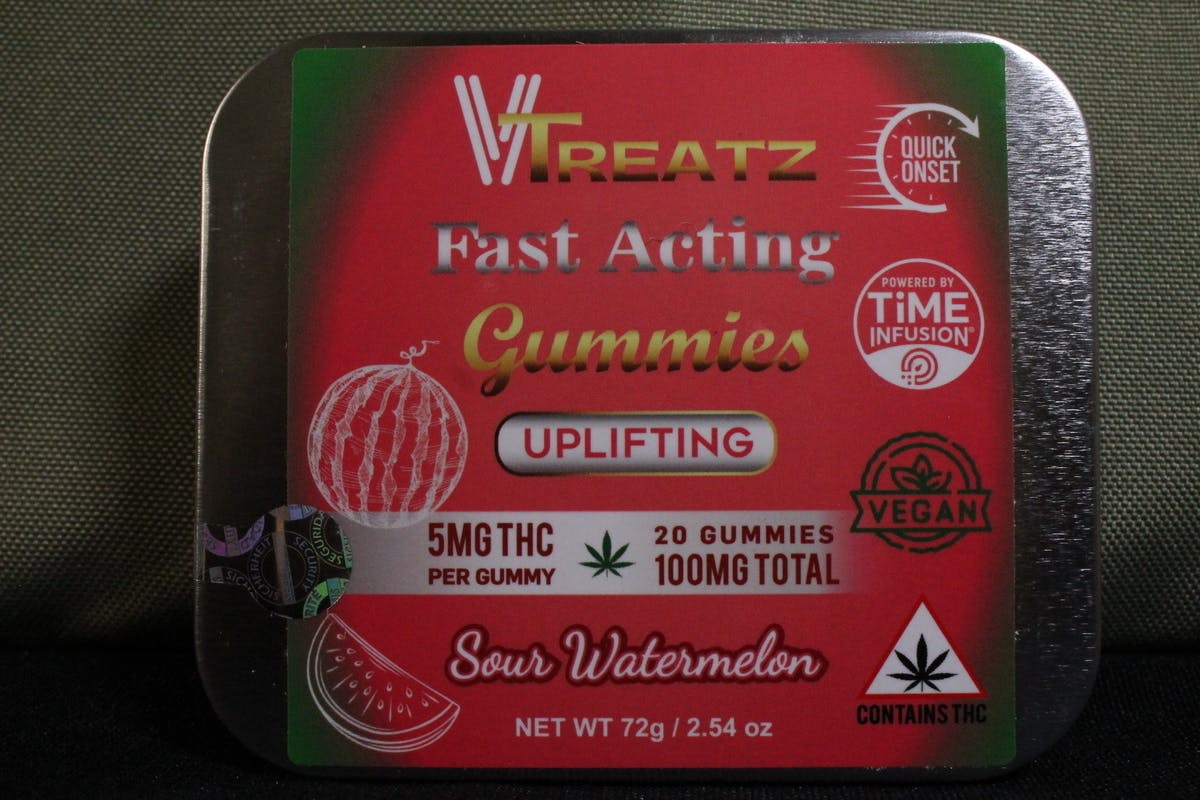 VTREATZ
QUICK
ONSET
Fast Acting
POWERED BY
TiME
INFUSION®
Gummies
UPLIFTING
VEGAN
5MG THC
PER GUMMY
20 GUMMIES
100MG TOTAL
Sour Watermelon
CONTAINS THC
NET WT 72g / 2.54 oz